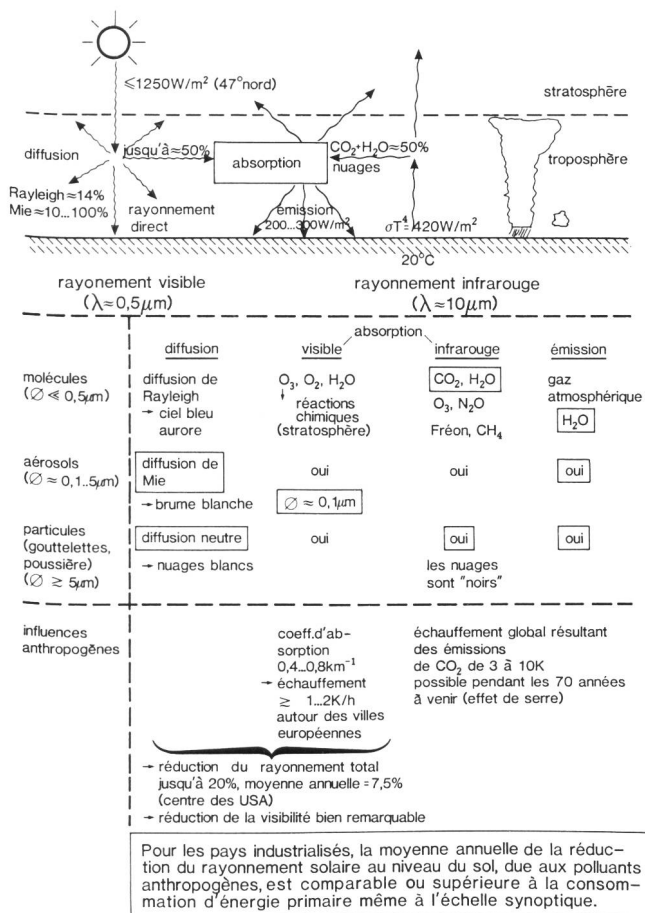 ≤1250W/m² (47° nord)
stratosphère
diffusion
jusqu'à≈50%
absorption
CO₂+H₂O≈50%
nuages
troposphère
Rayleigh≈14%
Mie≈10...100%
rayonnement
direct
émission
200...300W/m²
σT⁴=420W/m²
20°C
rayonement visible
(λ≈0,5µm)
rayonnement infrarouge
(λ≈10µm)
absorption
diffusion
visible
infrarouge
émission
molécules
(∅ ≪ 0,5µm)
diffusion de
Rayleigh
→ ciel bleu
aurore
O₃, O₂, H₂O
↓ réactions
chimiques
(stratosphère)
CO₂, H₂O
O₃, N₂O
Fréon, CH₄
gaz
atmosphérique
H₂O
aérosols
(∅ ≈ 0,1..5µm)
diffusion de
Mie
→ brume blanche
oui
∅ ≈ 0,1µm
oui
oui
particules
(gouttelettes,
poussière)
(∅ ≥ 5µm)
diffusion neutre
→ nuages blancs
oui
oui
les nuages
sont "noirs"
oui
influences
anthropogènes
coeff.d'ab-
sorption
0,4...0,8km⁻¹
→ échauffement
≥ 1...2K/h
autour des villes
européennes
échauffement global résultant
des émissions
de CO₂ de 3 à 10K
possible pendant les 70 années
à venir (effet de serre)
→ réduction du rayonnement total
jusqu'à 20%, moyenne annuelle = 7,5%
(centre des USA)
→ réduction de la visibilité bien remarquable
Pour les pays industrialisés, la moyenne annuelle de la réduc-
tion du rayonnement solaire au niveau du sol, due aux polluants
anthropogènes, est comparable ou supérieure à la consom-
mation d'énergie primaire même à l'échelle synoptique.